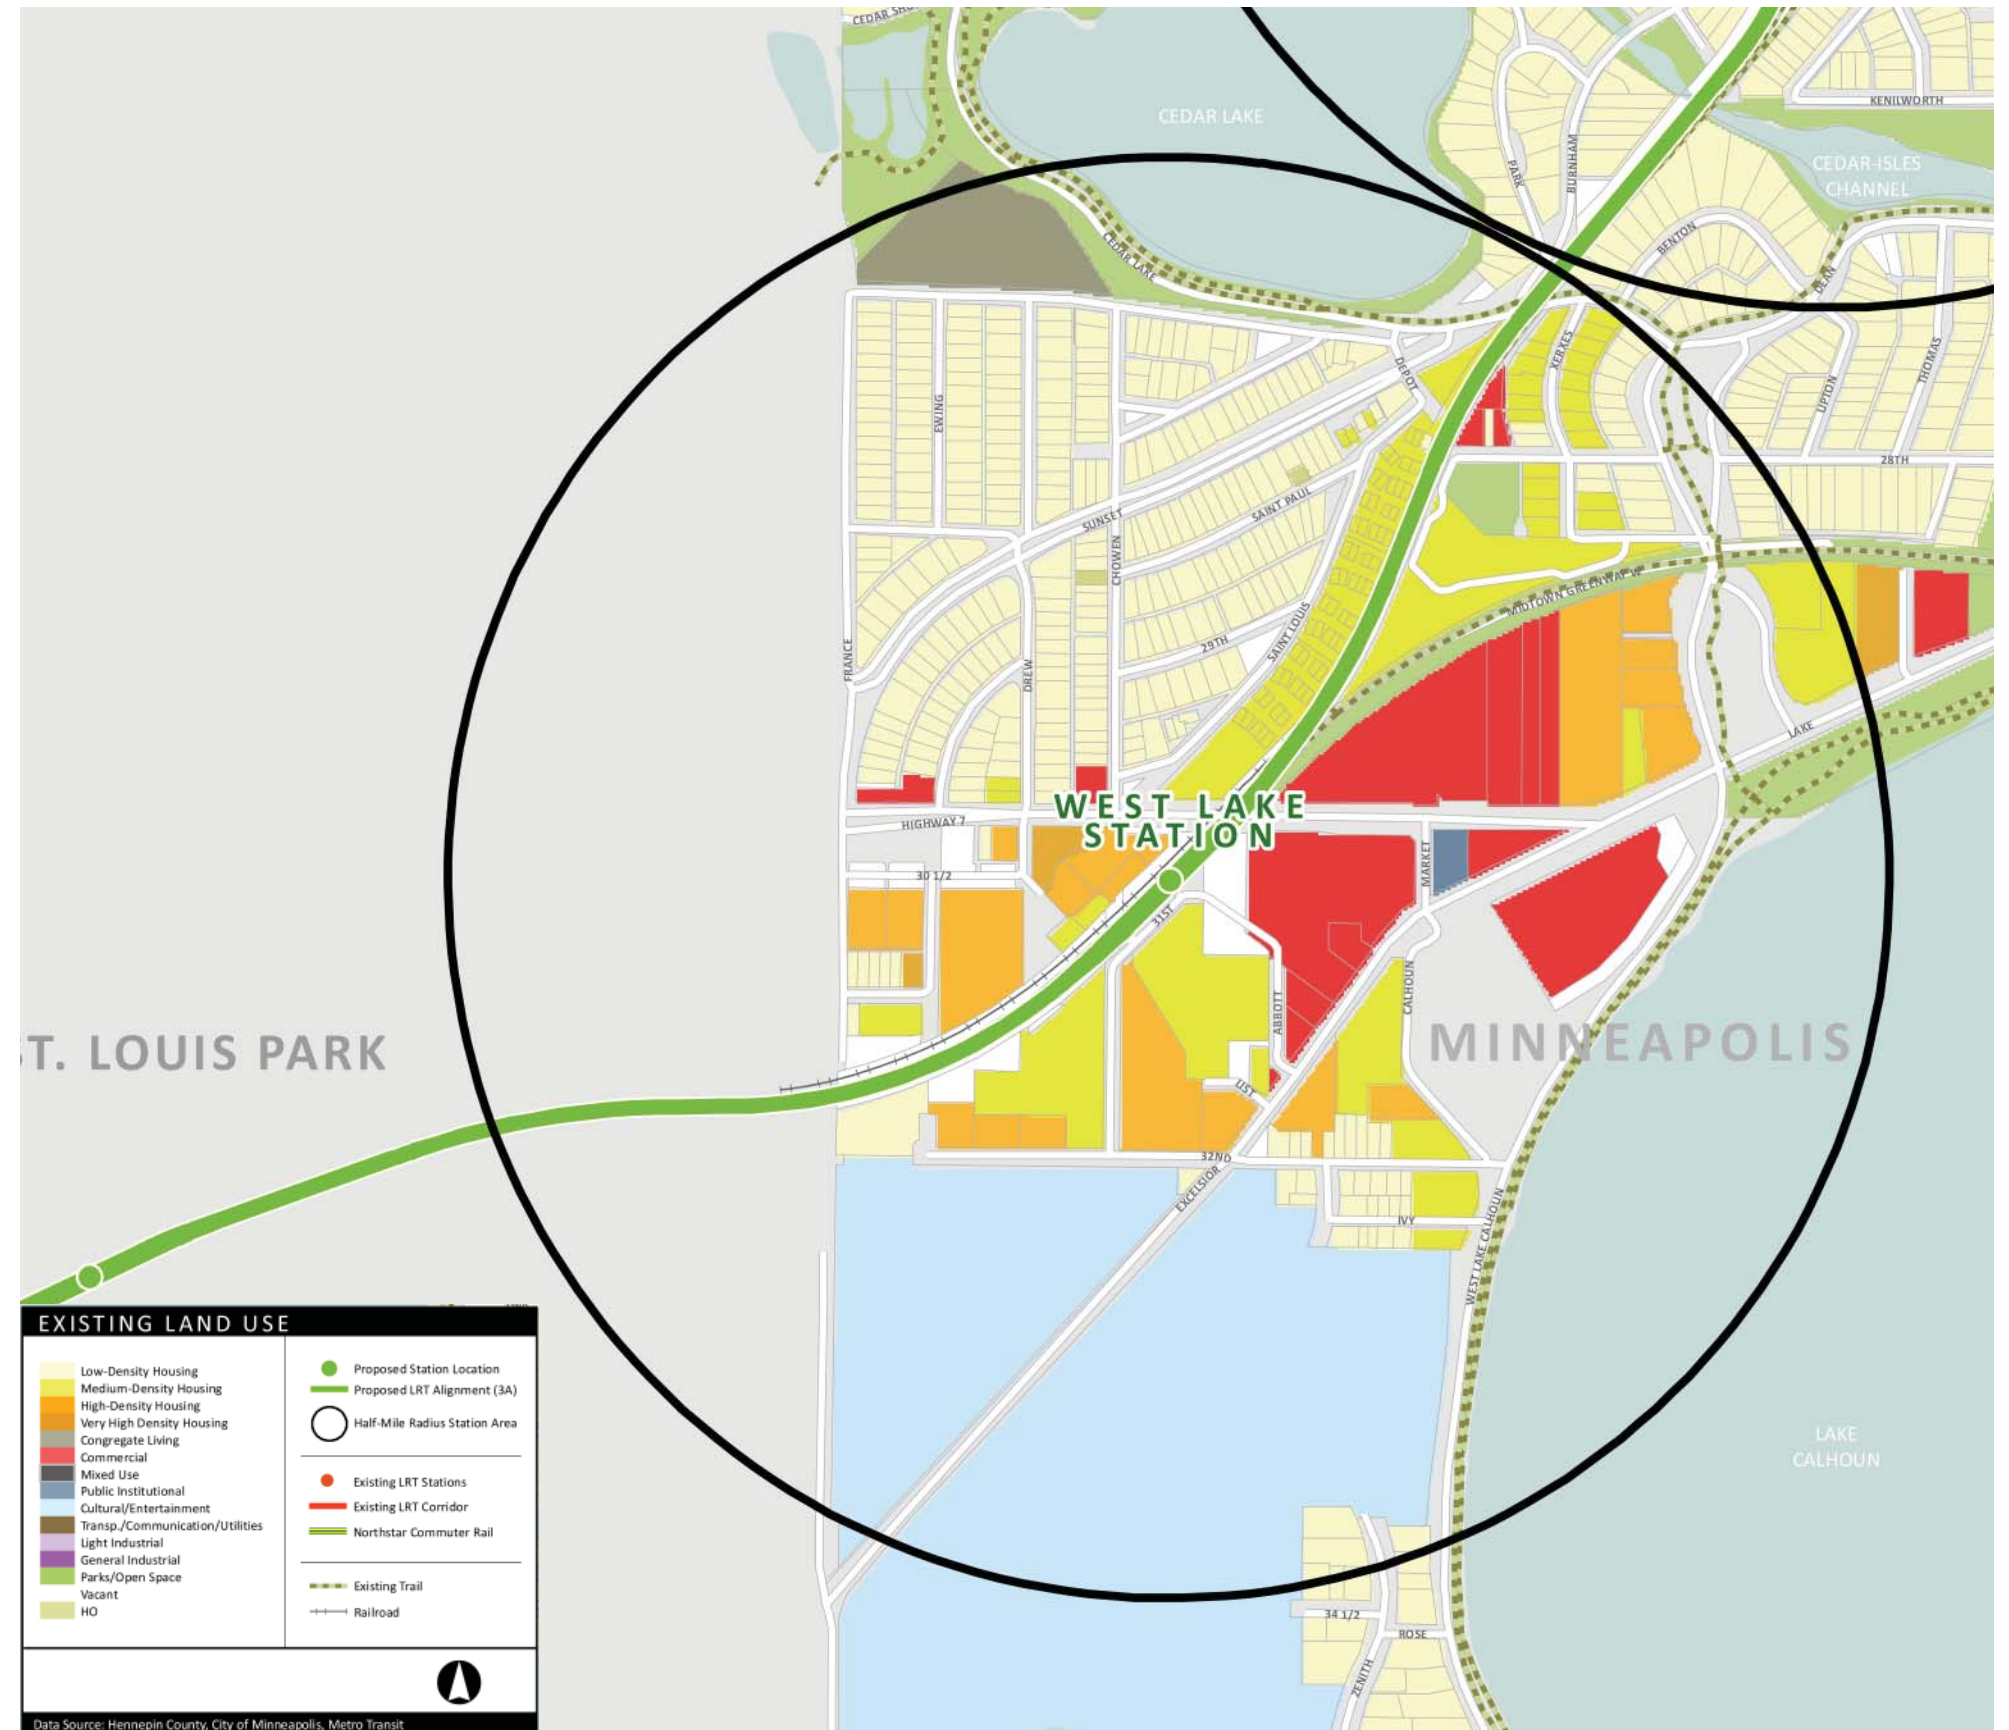 CEDAR LAKE
KENILWORTH
PARK
BURNHAM
CEDAR-ISLES
CHANNEL
CEDAR LAKE
BENTON
DEAN
EWING
DEPOT
XERXES
THOMAS
UPTON
28TH
SUNSET
SAINT PAUL
CHOWEN
MIDTOWN GREENWAY W
FRANCE
DREW
29TH
SAINT LOUIS
LAKE
WEST LAKE
STATION
HIGHWAY 7
MARKET
30 1/2
31ST
ABBOTT
CALHOUN
T. LOUIS PARK
MINNEAPOLIS
LIST
32ND
EXCELSIOR
IVY
WEST LAKE CALHOUN
LAKE
CALHOUN
34 1/2
ROSE
ZENITH
EXISTING LAND USE
Low-Density Housing
Medium-Density Housing
High-Density Housing
Very High Density Housing
Congregate Living
Commercial
Mixed Use
Public Institutional
Cultural/Entertainment
Transp./Communication/Utilities
Light Industrial
General Industrial
Parks/Open Space
Vacant
HO
Proposed Station Location
Proposed LRT Alignment (3A)
Half-Mile Radius Station Area
Existing LRT Stations
Existing LRT Corridor
Northstar Commuter Rail
Existing Trail
Railroad
Data Source: Hennepin County, City of Minneapolis, Metro Transit